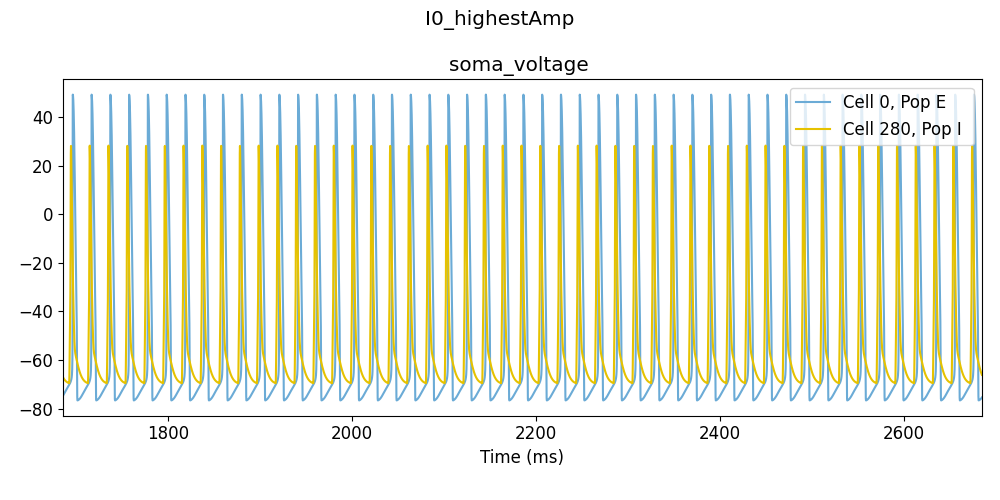 I0_highestAmp
soma_voltage
Cell 0, Pop E
Cell 280, Pop I
40
20
0
−20
−40
−60
−80
1800
2000
2200
2400
2600
Time (ms)